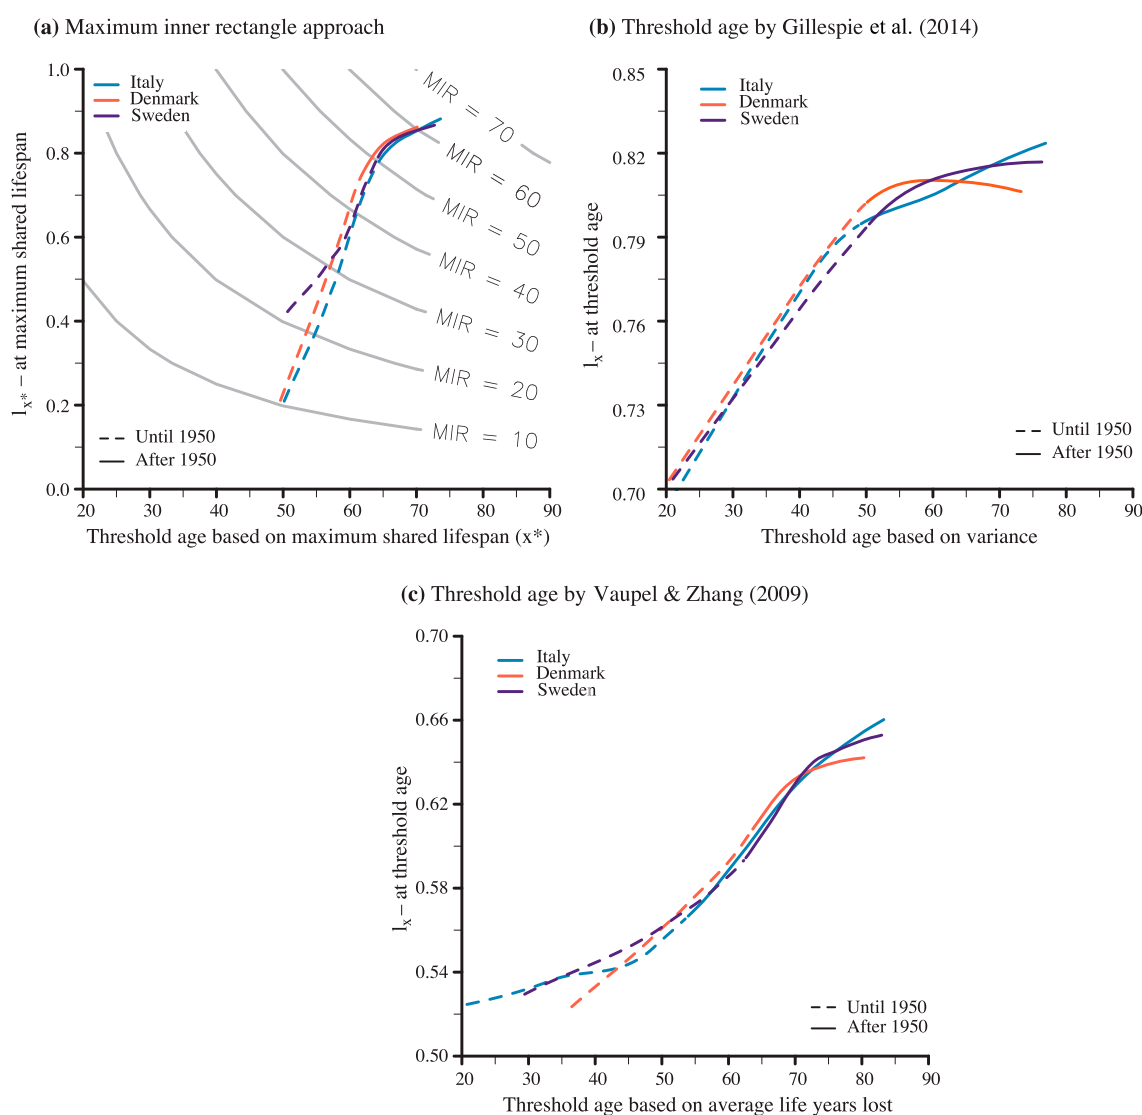 (a) Maximum inner rectangle approach
1.0
0.8
0.6
0.4
0.2
0.0
20
30
40
50
60
70
80
90
l_x* – at maximum shared lifespan
Threshold age based on maximum shared lifespan (x*)
Italy
Denmark
Sweden
MIR = 70
MIR = 60
MIR = 50
MIR = 40
MIR = 30
MIR = 20
MIR = 10
Until 1950
After 1950
(b) Threshold age by Gillespie et al. (2014)
0.85
0.82
0.79
0.76
0.73
0.70
20
30
40
50
60
70
80
90
l_x – at threshold age
Threshold age based on variance
Italy
Denmark
Sweden
Until 1950
After 1950
(c) Threshold age by Vaupel & Zhang (2009)
0.70
0.66
0.62
0.58
0.54
0.50
20
30
40
50
60
70
80
90
l_x – at threshold age
Threshold age based on average life years lost
Italy
Denmark
Sweden
Until 1950
After 1950